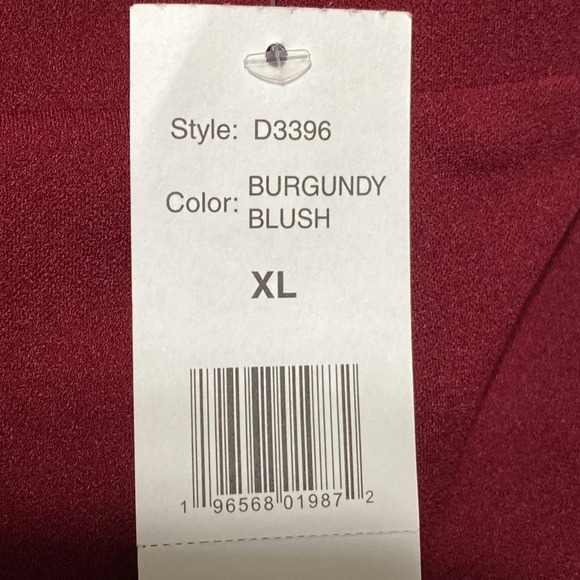 Style: D3396
Color: BURGUNDY
BLUSH
XL
1 96568 01987 2